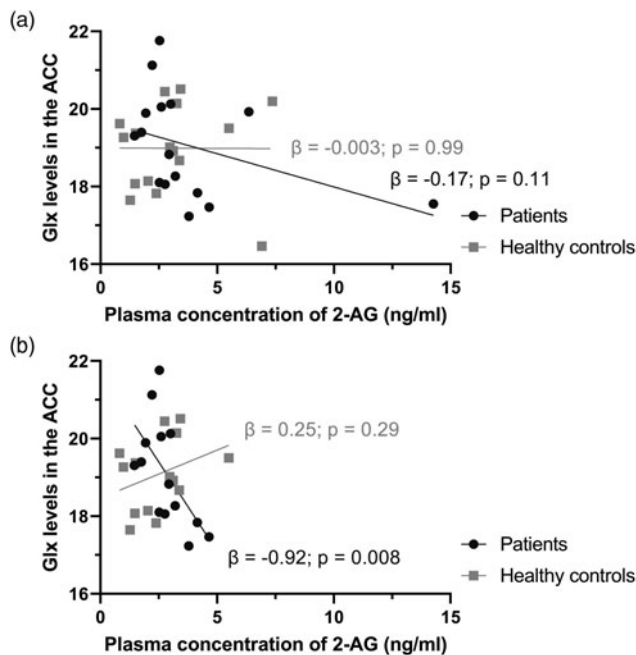 (a)
Glx levels in the ACC
22
20
18
16
β = -0.003; p = 0.99
β = -0.17; p = 0.11
Patients
Healthy controls
0
5
10
15
Plasma concentration of 2-AG (ng/ml)
(b)
Glx levels in the ACC
22
20
18
16
β = 0.25; p = 0.29
β = -0.92; p = 0.008
Patients
Healthy controls
0
5
10
15
Plasma concentration of 2-AG (ng/ml)